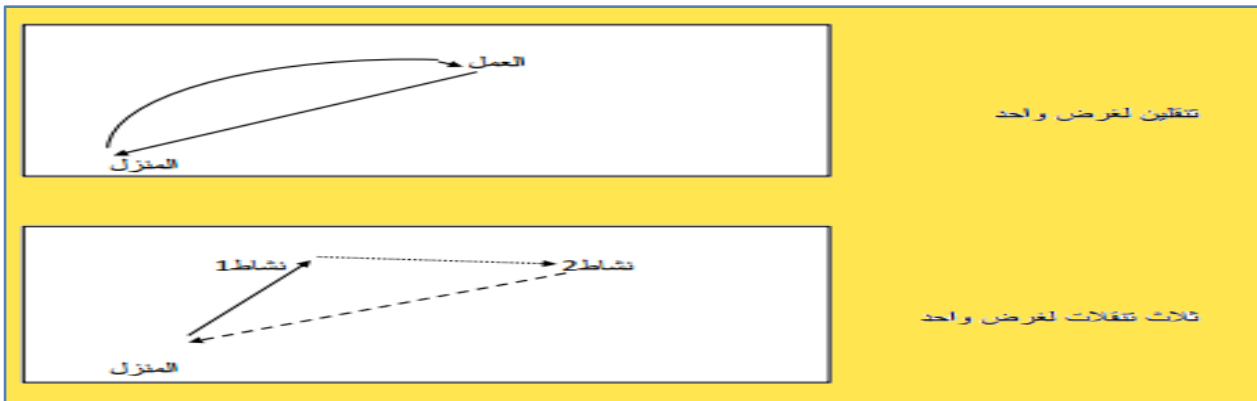 العمل
تنقلين لغرض واحد
المنزل
نشاط1
نشاط2
ثلاث تنقلات لغرض واحد
المنزل